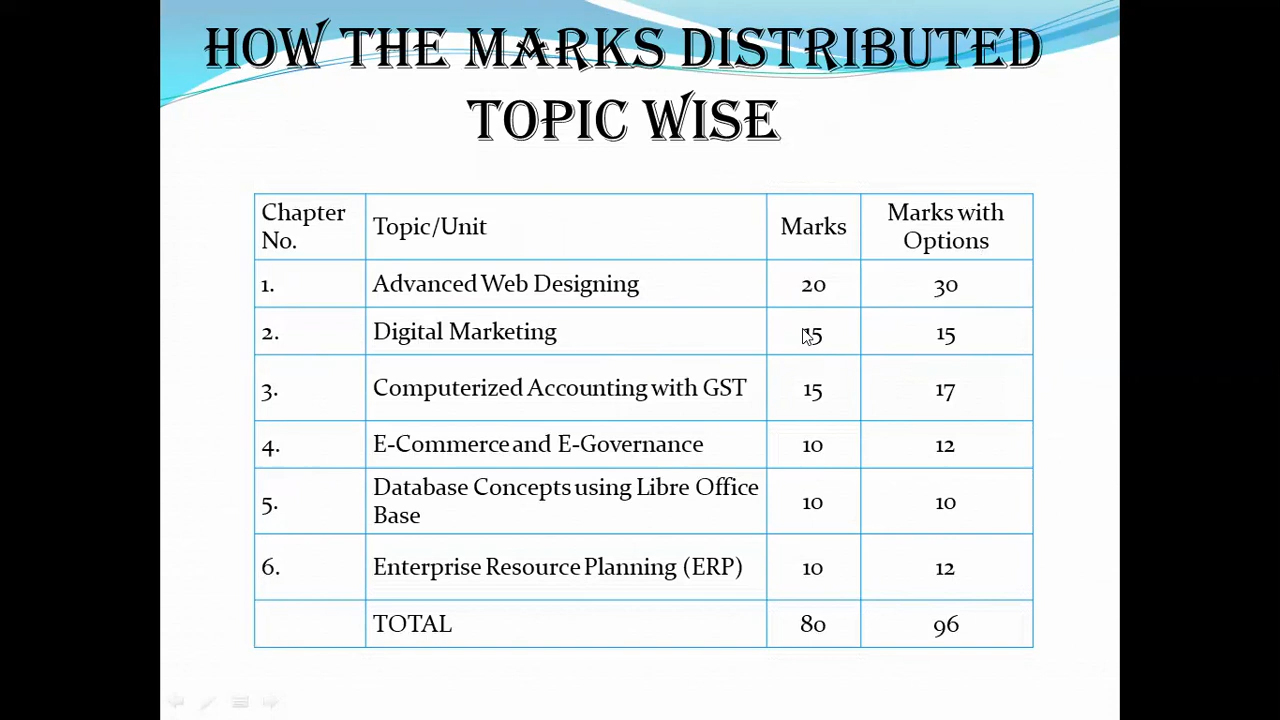 HOW THE MARKS DISTRIBUTED
TOPIC WISE
Chapter No. Topic/Unit Marks Marks with Options
1. Advanced Web Designing 20 30
2. Digital Marketing 15 15
3. Computerized Accounting with GST 15 17
4. E-Commerce and E-Governance 10 12
5. Database Concepts using Libre Office Base 10 10
6. Enterprise Resource Planning (ERP) 10 12
TOTAL 80 96